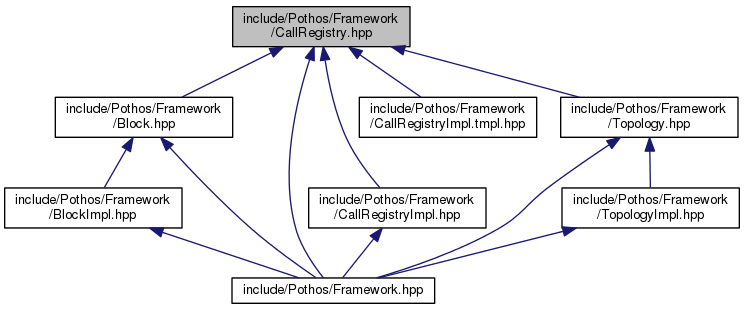 include/Pothos/Framework
/CallRegistry.hpp
include/Pothos/Framework
/Block.hpp
include/Pothos/Framework
/CallRegistryImpl.tmpl.hpp
include/Pothos/Framework
/Topology.hpp
include/Pothos/Framework
/BlockImpl.hpp
include/Pothos/Framework
/CallRegistryImpl.hpp
include/Pothos/Framework
/TopologyImpl.hpp
include/Pothos/Framework.hpp